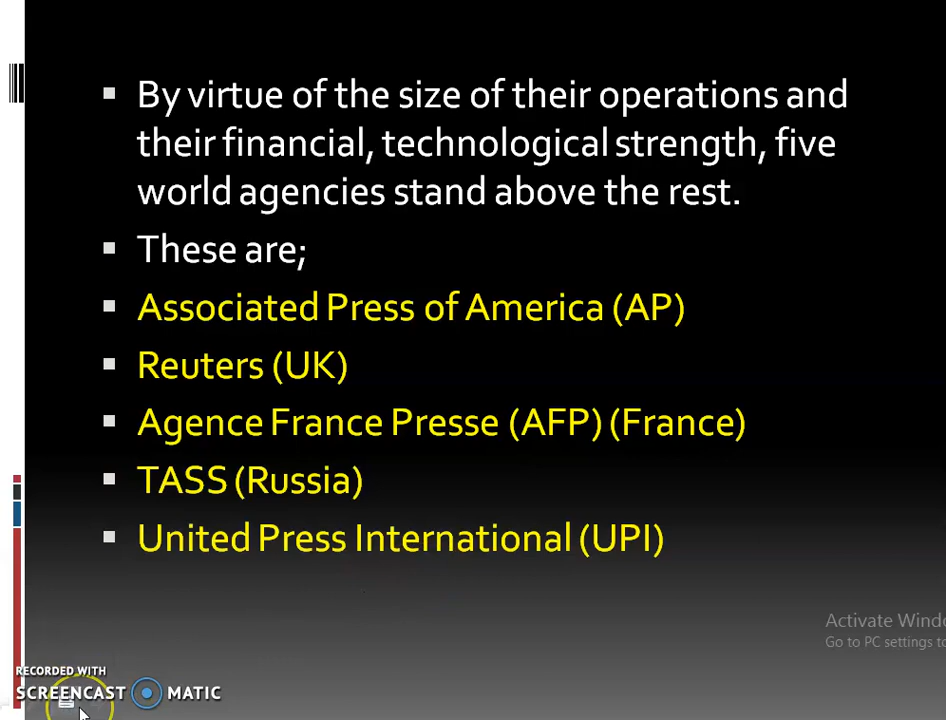 By virtue of the size of their operations and
their financial, technological strength, five
world agencies stand above the rest.
These are;
Associated Press of America (AP)
Reuters (UK)
Agence France Presse (AFP) (France)
TASS (Russia)
United Press International (UPI)
Activate Windo
Go to PC settings to
RECORDED WITH
SCREENCAST MATIC